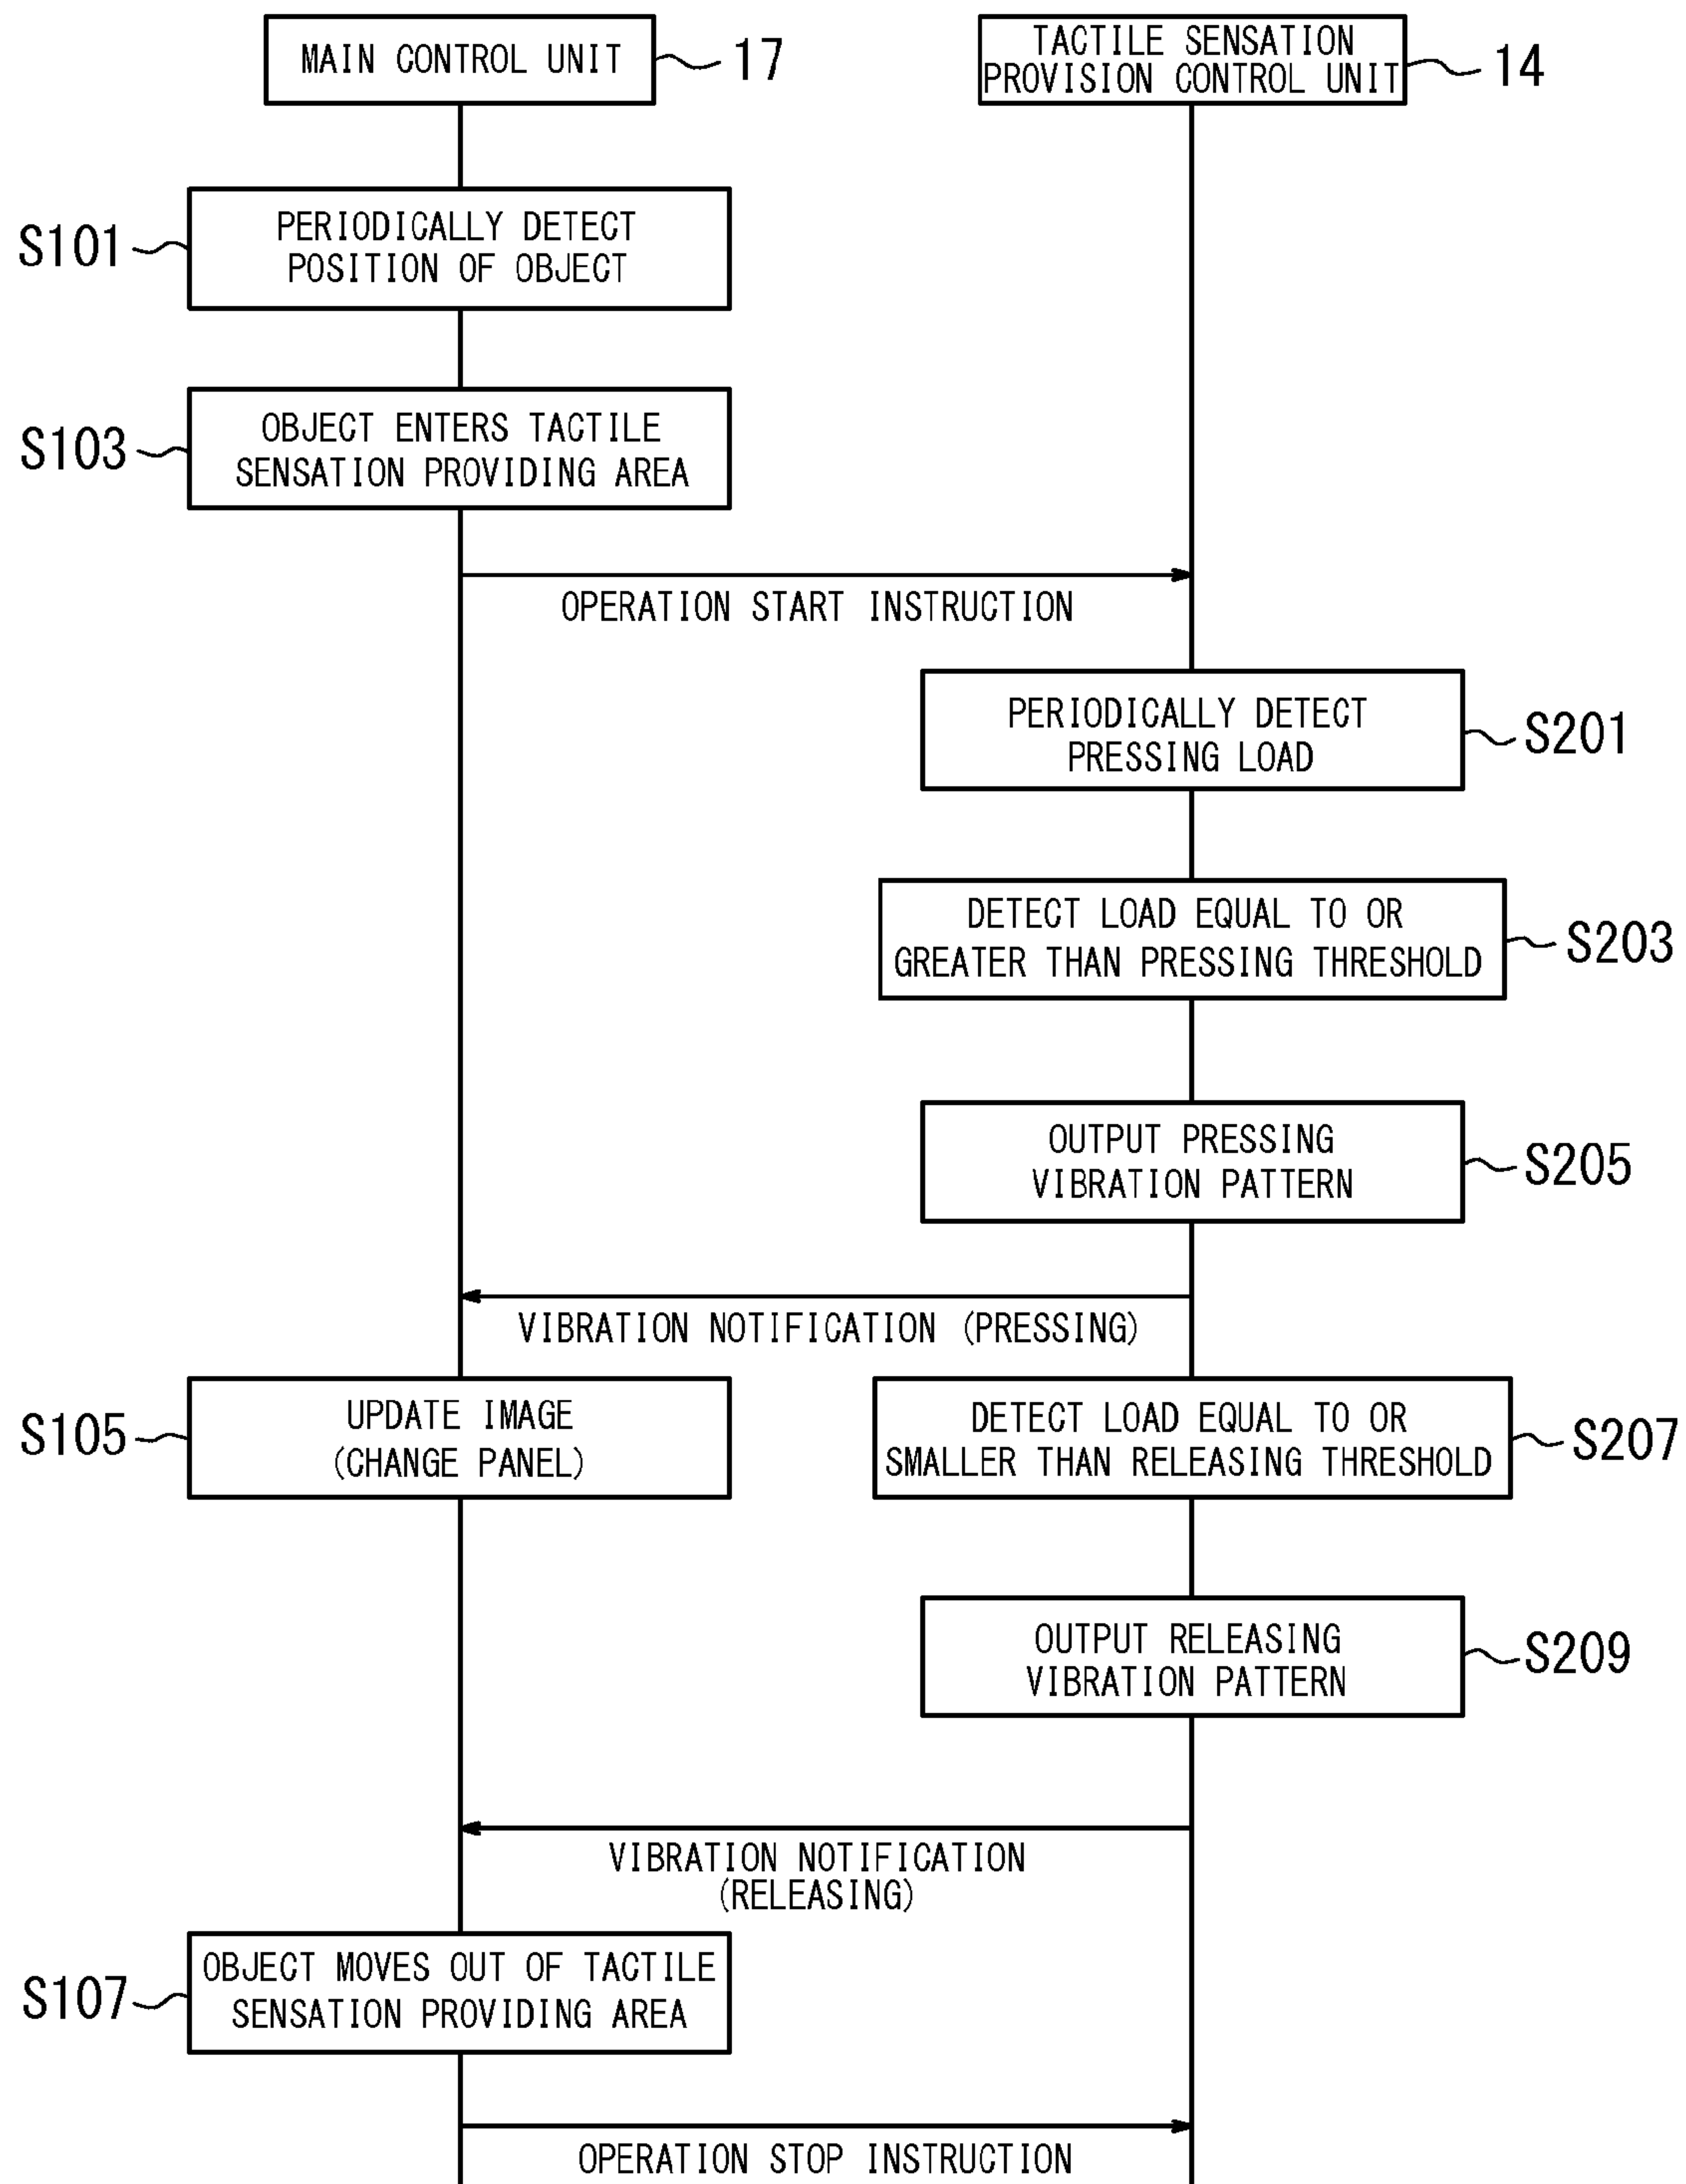 MAIN CONTROL UNIT
17
TACTILE SENSATION
PROVISION CONTROL UNIT
14
S101
PERIODICALLY DETECT
POSITION OF OBJECT
S103
OBJECT ENTERS TACTILE
SENSATION PROVIDING AREA
OPERATION START INSTRUCTION
PERIODICALLY DETECT
PRESSING LOAD
S201
DETECT LOAD EQUAL TO OR
GREATER THAN PRESSING THRESHOLD
S203
OUTPUT PRESSING
VIBRATION PATTERN
S205
VIBRATION NOTIFICATION (PRESSING)
S105
UPDATE IMAGE
(CHANGE PANEL)
DETECT LOAD EQUAL TO OR
SMALLER THAN RELEASING THRESHOLD
S207
OUTPUT RELEASING
VIBRATION PATTERN
S209
VIBRATION NOTIFICATION
(RELEASING)
S107
OBJECT MOVES OUT OF TACTILE
SENSATION PROVIDING AREA
OPERATION STOP INSTRUCTION